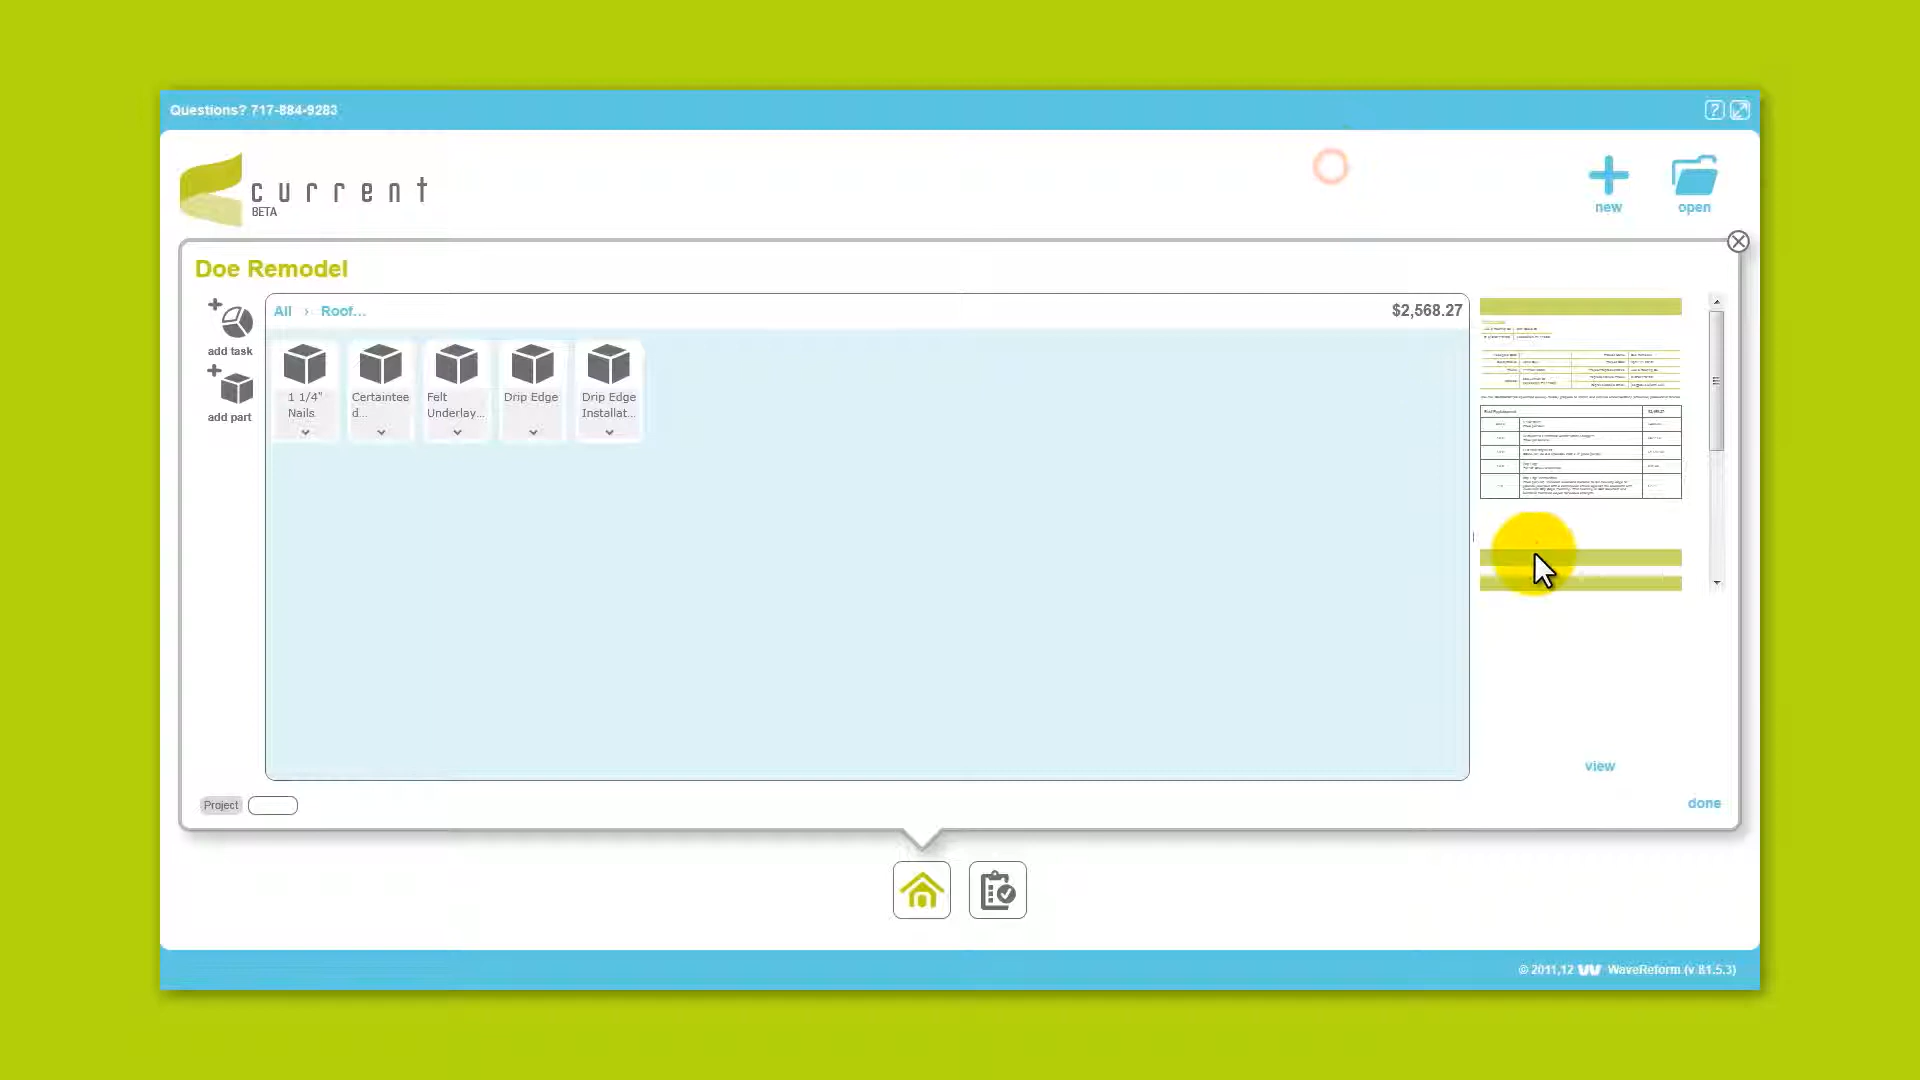 Questions? 717-884-9283
?
current
BETA
new
open
Doe Remodel
add task
add part
All › Roof...
$2,568.27
1 1/4"
Nails
Certaintee
d...
Felt
Underlay...
Drip Edge
Drip Edge
Installat...
view
Project
done
© 2011,12 WaveReform (v 81.5.3)